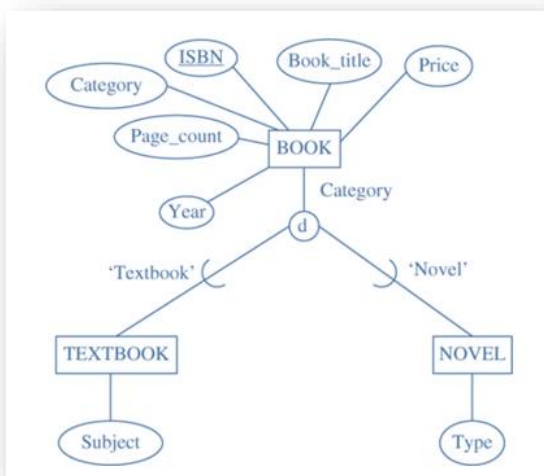 ISBN
Book_title
Price
Category
Page_count
BOOK
Category
Year
d
‘Textbook’
‘Novel’
TEXTBOOK
NOVEL
Subject
Type